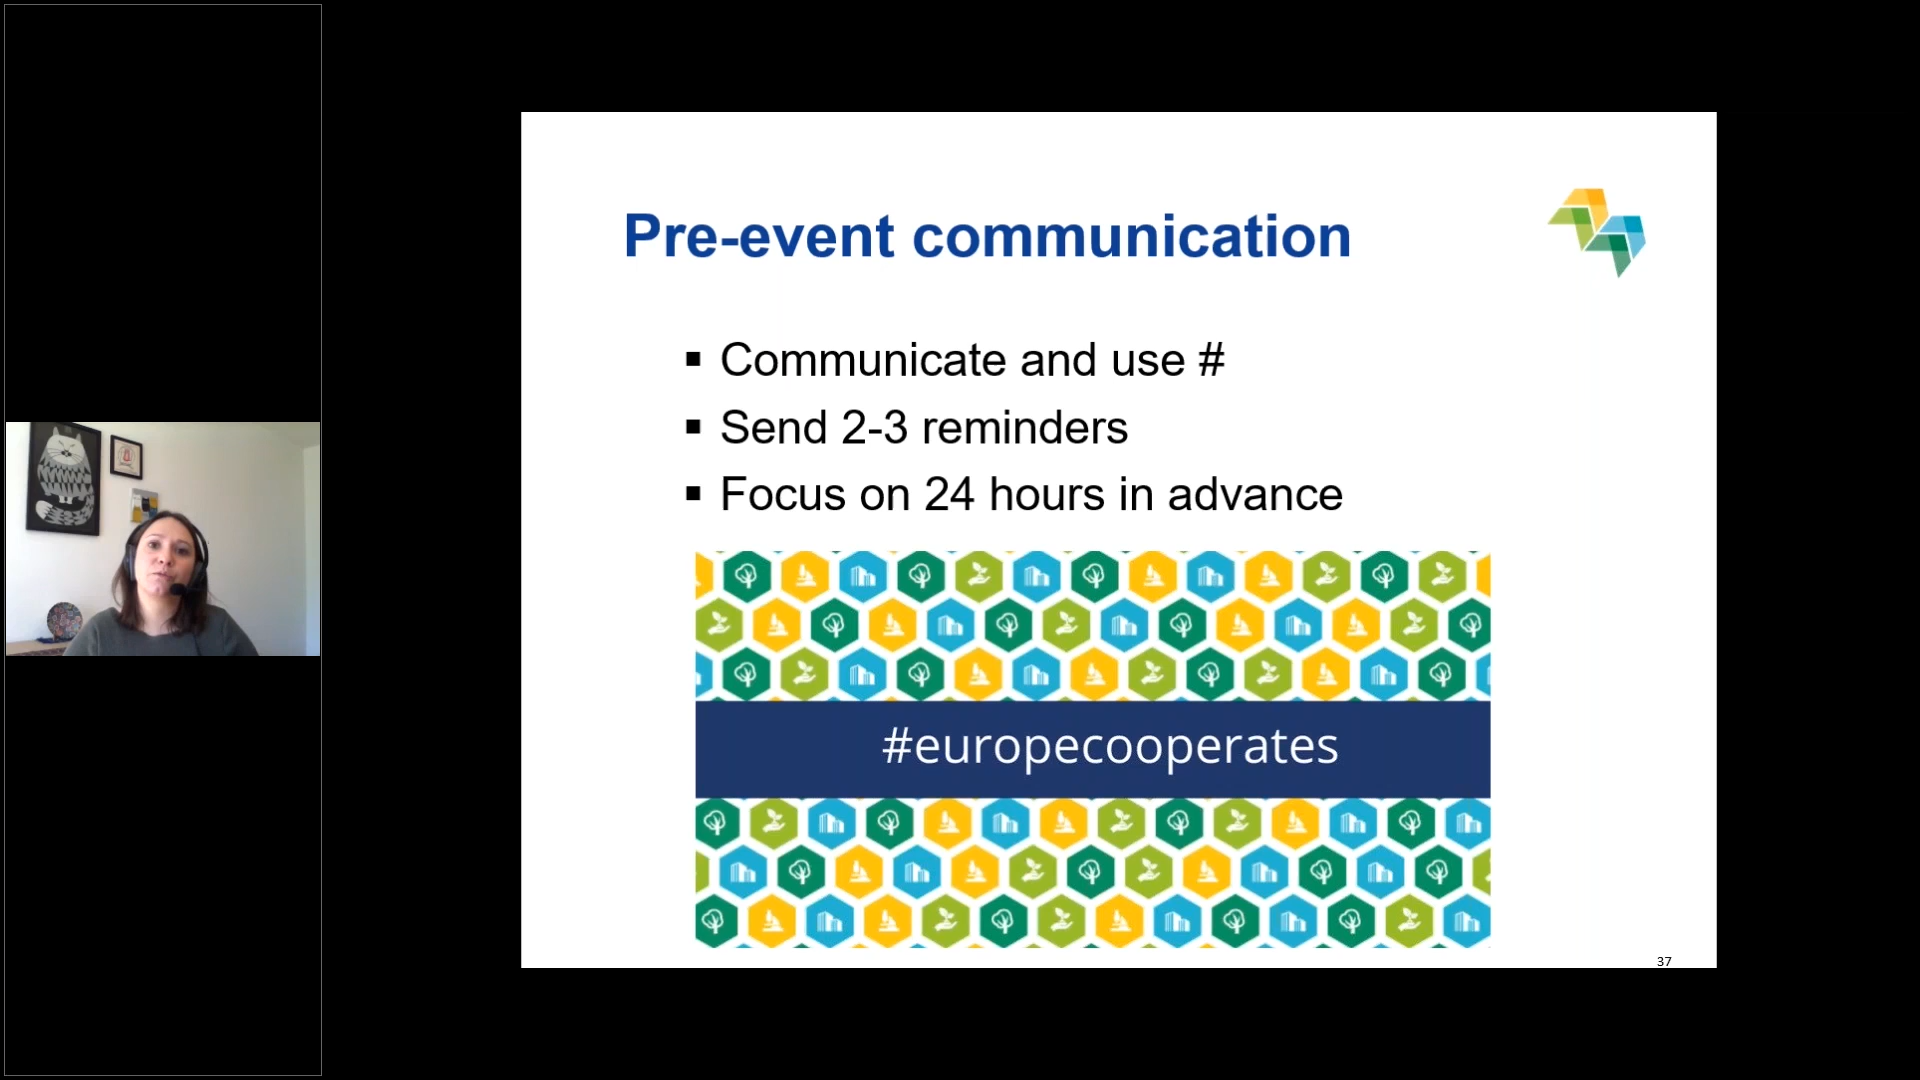 Pre-event communication
Communicate and use #
Send 2-3 reminders
Focus on 24 hours in advance
#europecooperates
37